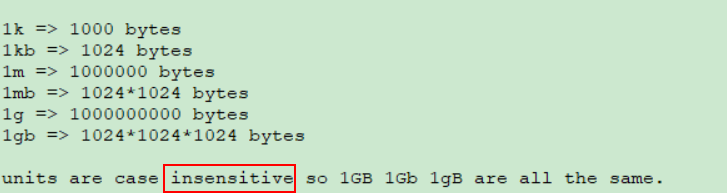 1k => 1000 bytes
1kb => 1024 bytes
1m => 1000000 bytes
1mb => 1024*1024 bytes
1g => 1000000000 bytes
1gb => 1024*1024*1024 bytes
units are case insensitive so 1GB 1Gb 1gB are all the same.